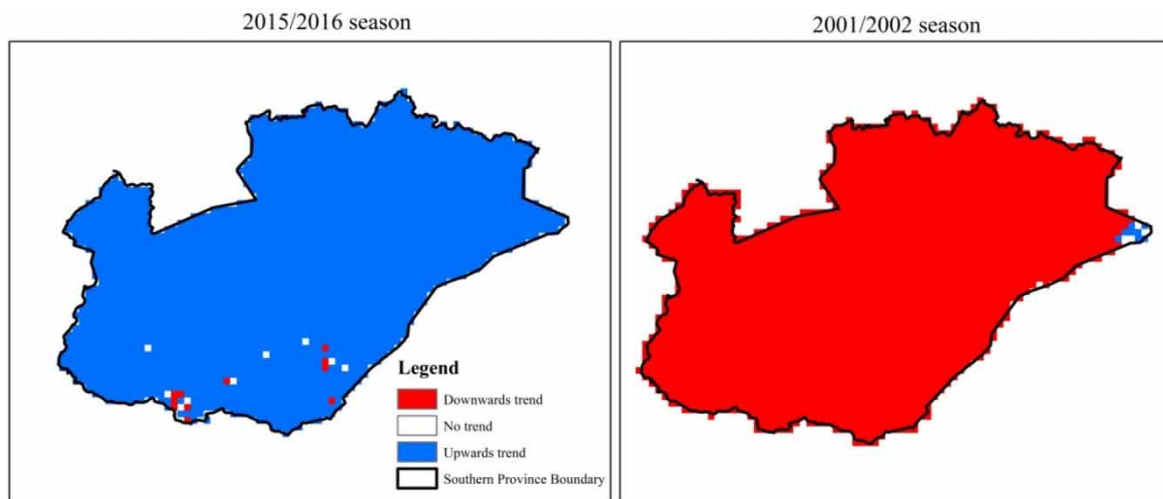 2015/2016 season
2001/2002 season
Legend
Downwards trend
No trend
Upwards trend
Southern Province Boundary